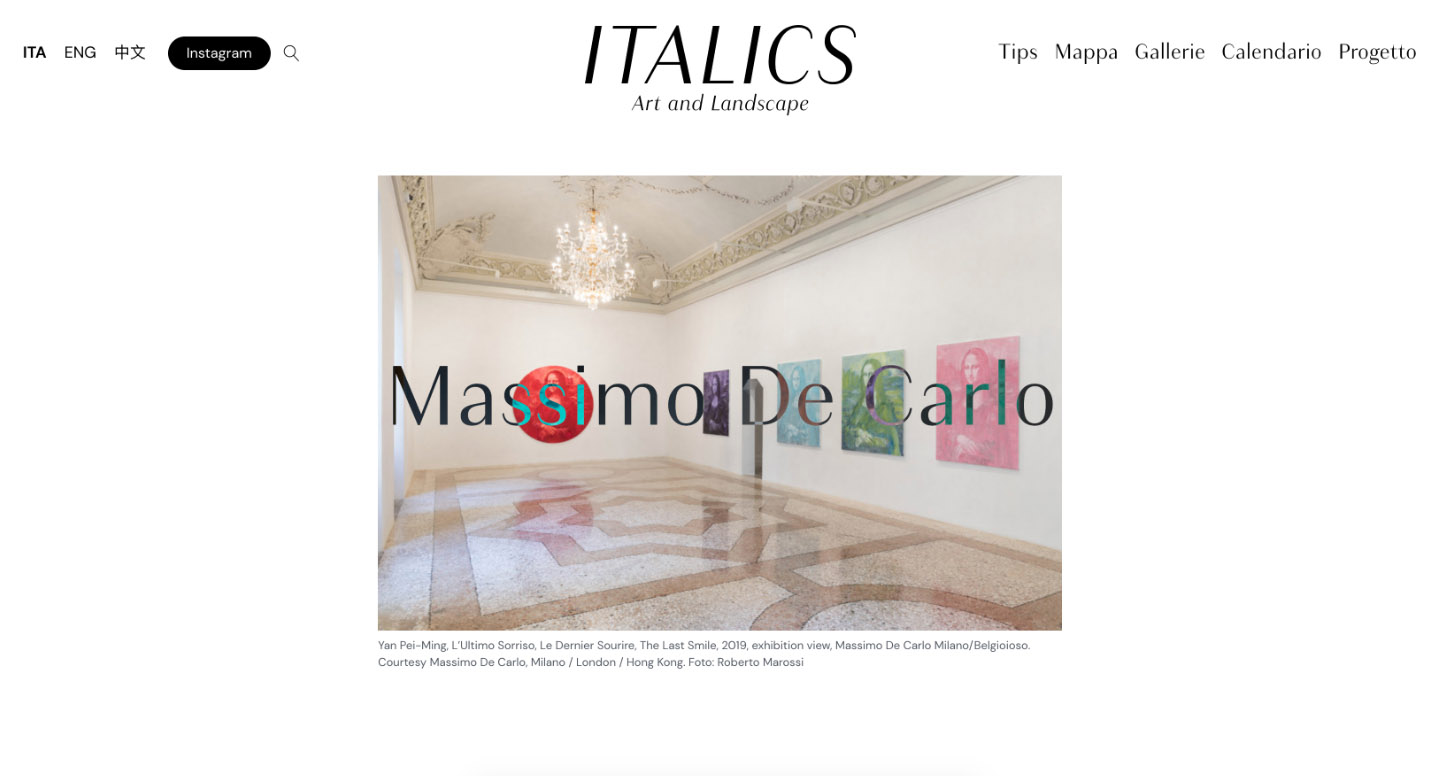 ITA ENG 中文 Instagram
ITALICS
Art and Landscape
Tips Mappa Gallerie Calendario Progetto
Massimo De Carlo
Yan Pei-Ming, L'Ultimo Sorriso, Le Dernier Sourire, The Last Smile, 2019, exhibition view, Massimo De Carlo Milano/Belgioioso.
Courtesy Massimo De Carlo, Milano / London / Hong Kong. Foto: Roberto Marossi